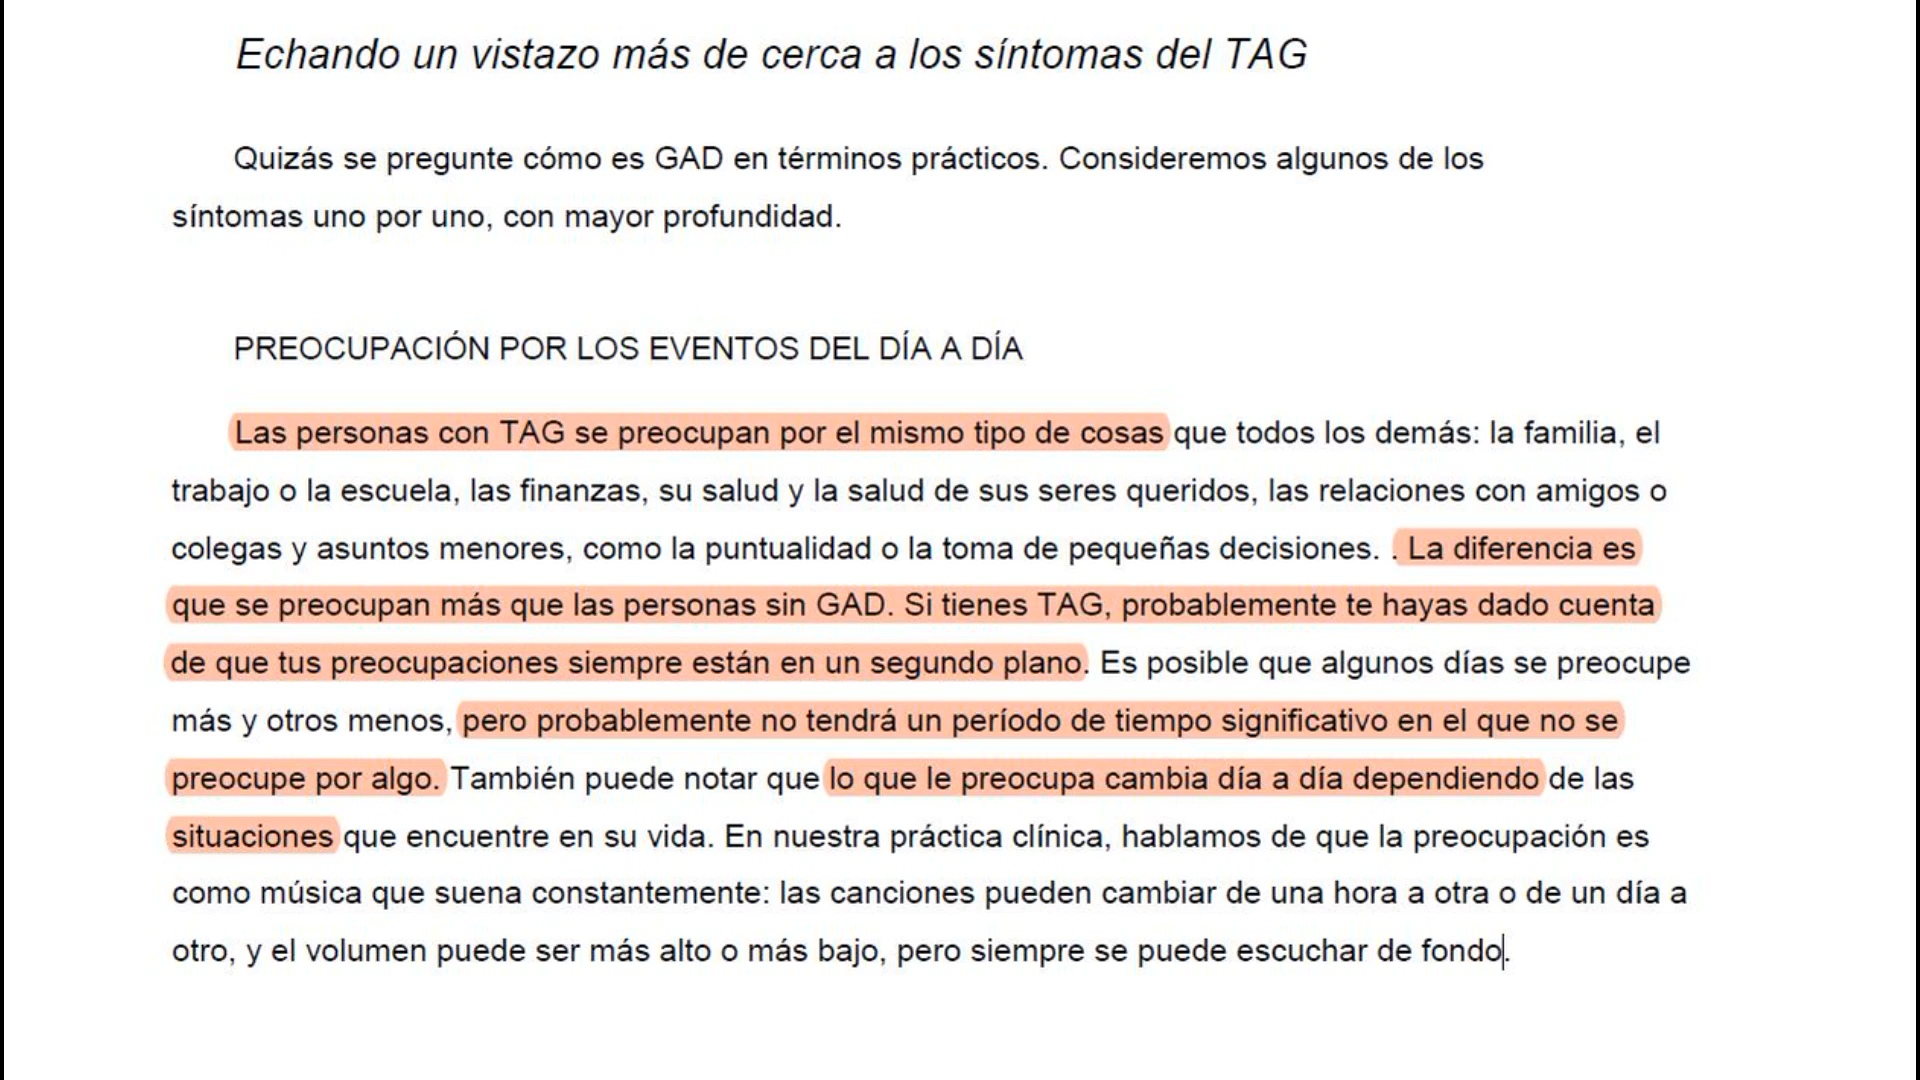 Echando un vistazo más de cerca a los síntomas del TAG
Quizás se pregunte cómo es GAD en términos prácticos. Consideremos algunos de los
síntomas uno por uno, con mayor profundidad.
PREOCUPACIÓN POR LOS EVENTOS DEL DÍA A DÍA
Las personas con TAG se preocupan por el mismo tipo de cosas que todos los demás: la familia, el
trabajo o la escuela, las finanzas, su salud y la salud de sus seres queridos, las relaciones con amigos o
colegas y asuntos menores, como la puntualidad o la toma de pequeñas decisiones. . La diferencia es
que se preocupan más que las personas sin GAD. Si tienes TAG, probablemente te hayas dado cuenta
de que tus preocupaciones siempre están en un segundo plano. Es posible que algunos días se preocupe
más y otros menos, pero probablemente no tendrá un período de tiempo significativo en el que no se
preocupe por algo. También puede notar que lo que le preocupa cambia día a día dependiendo de las
situaciones que encuentre en su vida. En nuestra práctica clínica, hablamos de que la preocupación es
como música que suena constantemente: las canciones pueden cambiar de una hora a otra o de un día a
otro, y el volumen puede ser más alto o más bajo, pero siempre se puede escuchar de fondo.